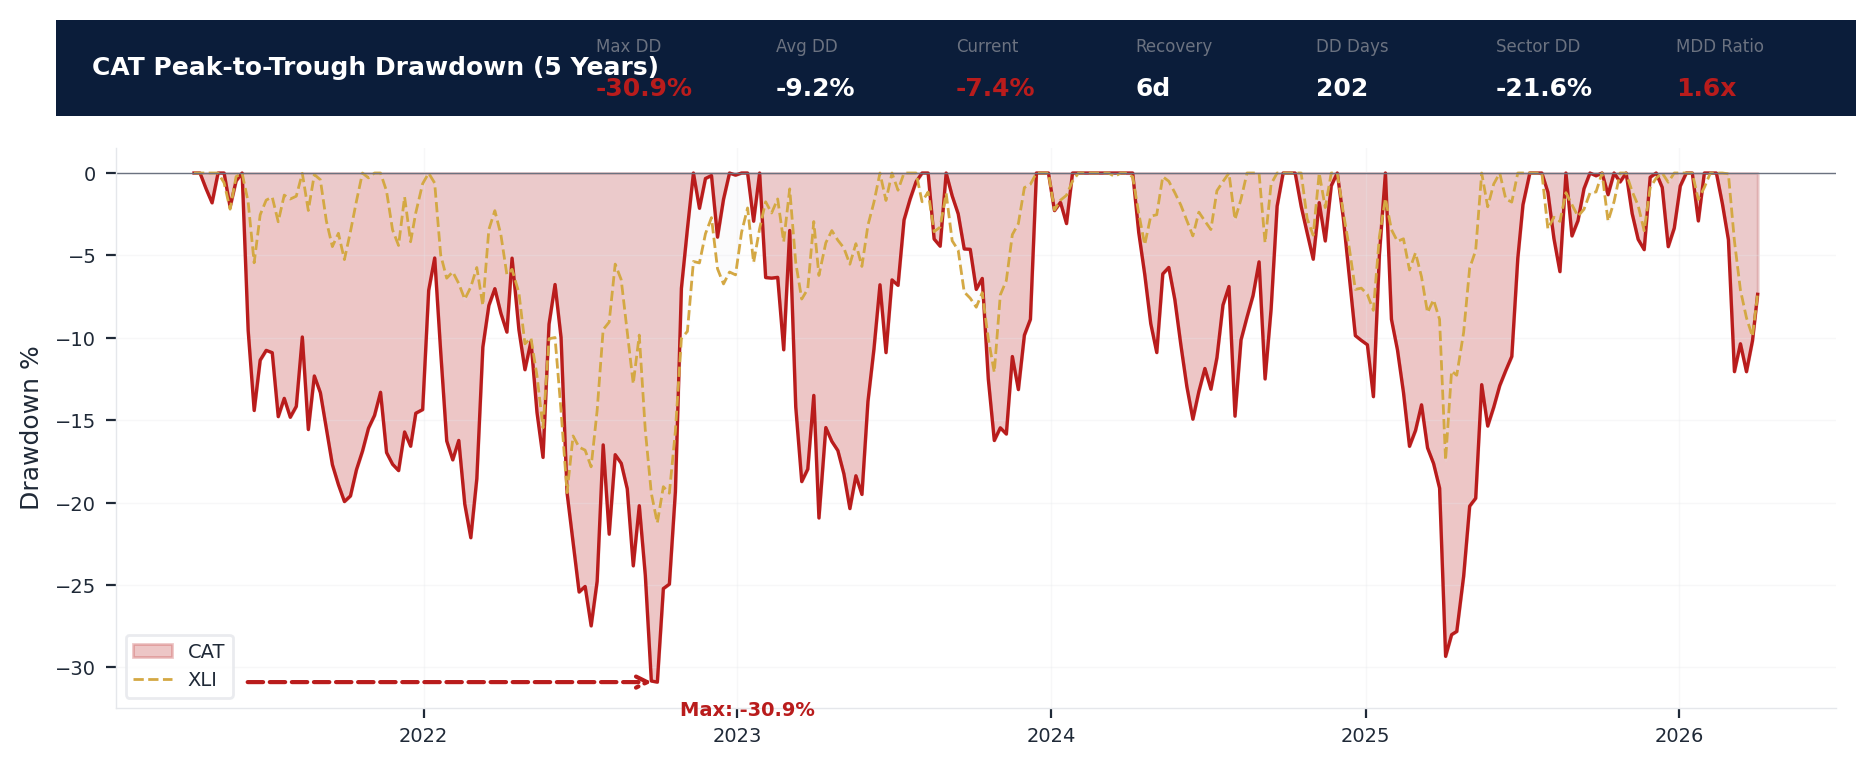 CAT Peak-to-Trough Drawdown (5 Years)
Max DD
-30.9%
Avg DD
-9.2%
Current
-7.4%
Recovery
6d
DD Days
202
Sector DD
-21.6%
MDD Ratio
1.6x
Drawdown %
0
−5
−10
−15
−20
−25
−30
CAT
XLI
Max: -30.9%
2022
2023
2024
2025
2026